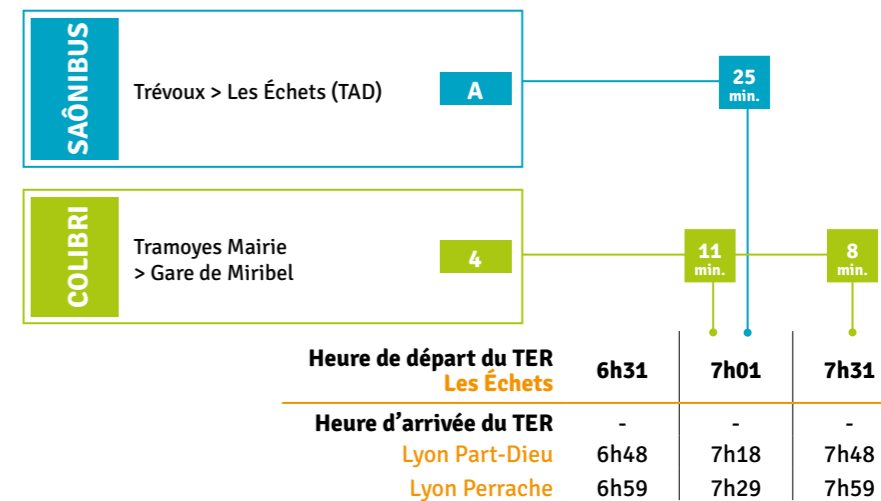 SAÔNIBUS
Trévoux > Les Échets (TAD)
A
25
min.
COLIBRI
Tramoyes Mairie
> Gare de Miribel
4
11
min.
8
min.
Heure de départ du TER
Les Échets
6h31 7h01 7h31
Heure d’arrivée du TER - - -
Lyon Part-Dieu 6h48 7h18 7h48
Lyon Perrache 6h59 7h29 7h59